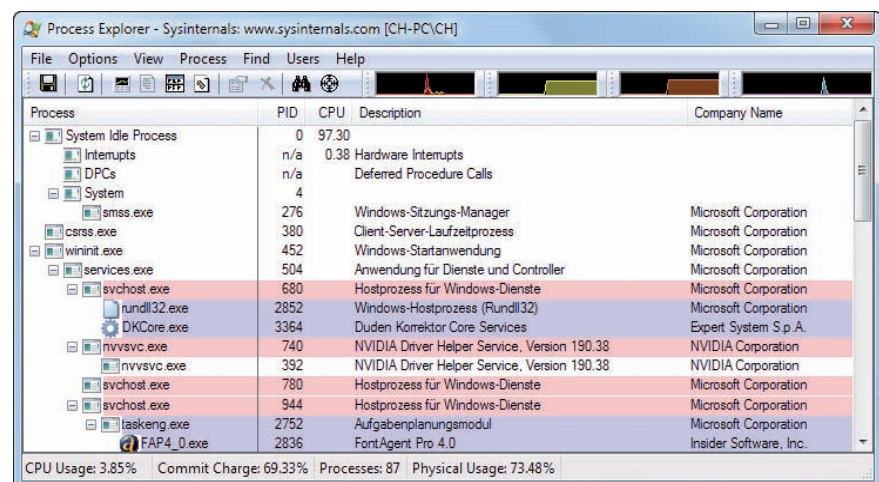 Process Explorer - Sysinternals: www.sysinternals.com [CH-PC\CH]
File Options View Process Find Users Help
Process PID CPU Description Company Name
System Idle Process 0 97.30
Interrupts n/a 0.38 Hardware Interrupts
DPCs n/a Deferred Procedure Calls
System 4
smss.exe 276 Windows-Sitzungs-Manager Microsoft Corporation
csrss.exe 380 Client-Server-Laufzeitprozess Microsoft Corporation
wininit.exe 452 Windows-Startanwendung Microsoft Corporation
services.exe 504 Anwendung für Dienste und Controller Microsoft Corporation
svchost.exe 680 Hostprozess für Windows-Dienste Microsoft Corporation
rundll32.exe 2852 Windows-Hostprozess (Rundll32) Microsoft Corporation
DKCore.exe 3364 Duden Korrektor Core Services Expert System S.p.A.
nvvsvc.exe 740 NVIDIA Driver Helper Service, Version 190.38 NVIDIA Corporation
nvvsvc.exe 392 NVIDIA Driver Helper Service, Version 190.38 NVIDIA Corporation
svchost.exe 780 Hostprozess für Windows-Dienste Microsoft Corporation
svchost.exe 944 Hostprozess für Windows-Dienste Microsoft Corporation
taskeng.exe 2752 Aufgabenplanungsmodul Microsoft Corporation
FAP4_0.exe 2836 FontAgent Pro 4.0 Insider Software, Inc.
CPU Usage: 3.85% Commit Charge: 69.33% Processes: 87 Physical Usage: 73.48%